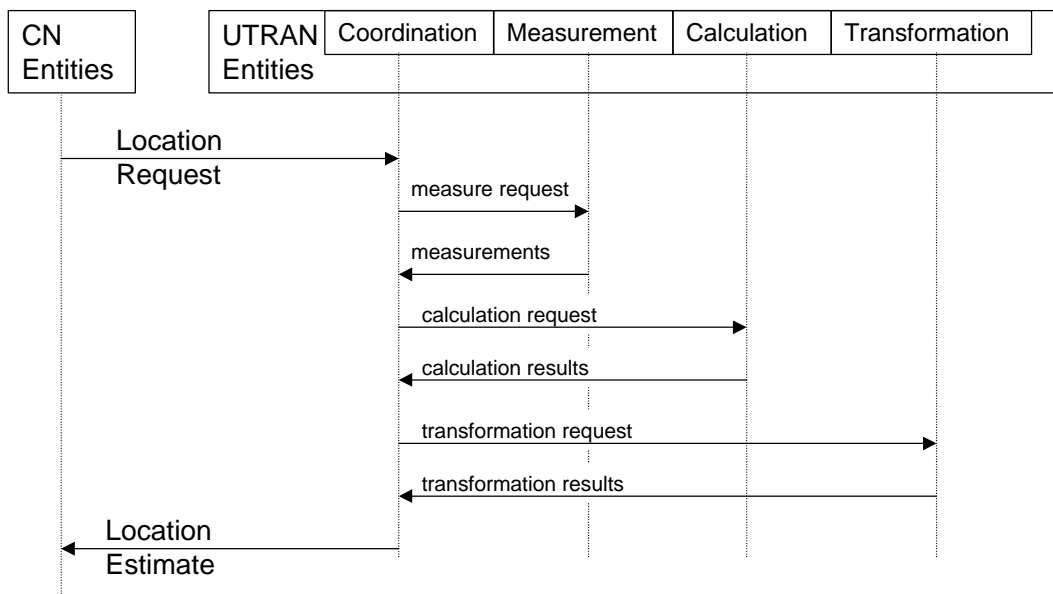 CN
Entities
UTRAN
Entities
Coordination
Measurement
Calculation
Transformation
Location
Request
measure request
measurements
calculation request
calculation results
transformation request
transformation results
Location
Estimate